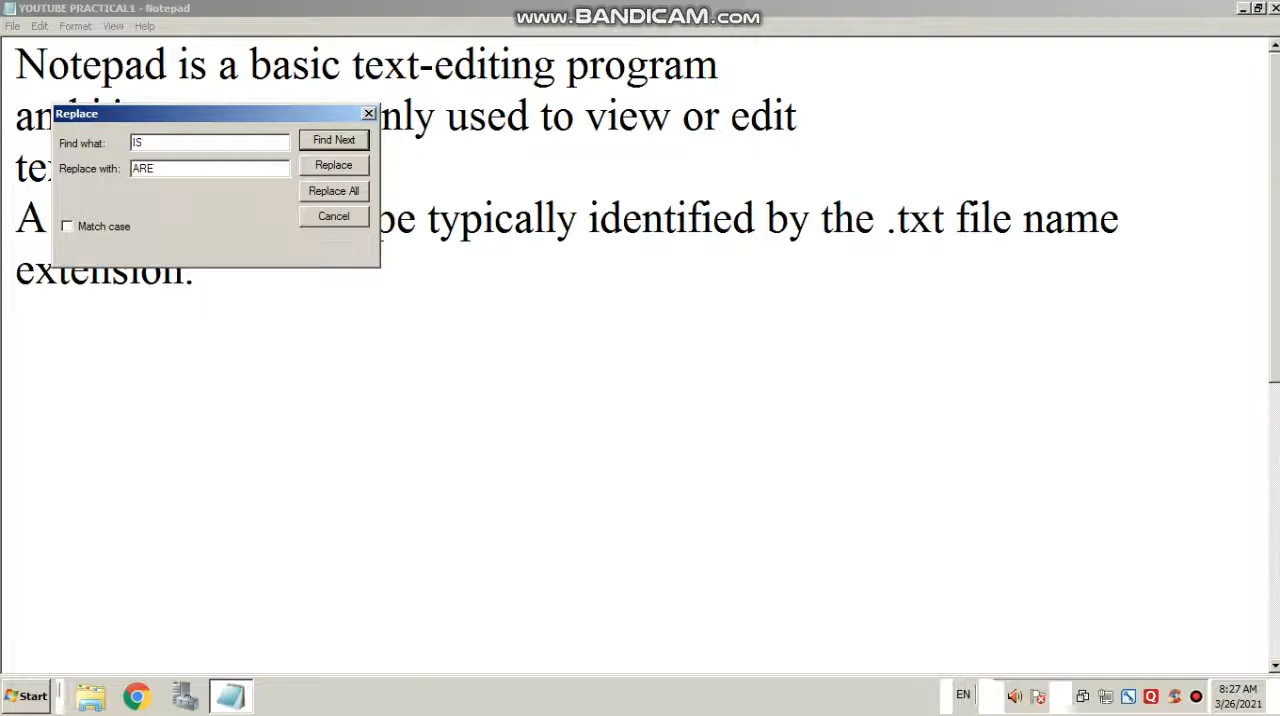 YOUTUBE PRACTICAL1 - Notepad
www.BANDICAM.com
File Edit Format View Help
Notepad is a basic text-editing program
an nly used to view or edit
te
A pe typically identified by the .txt file name
extension.
Replace
Find what: IS Find Next
Replace with: ARE Replace
Replace All
Match case Cancel
Start EN 8:27 AM
3/26/2021